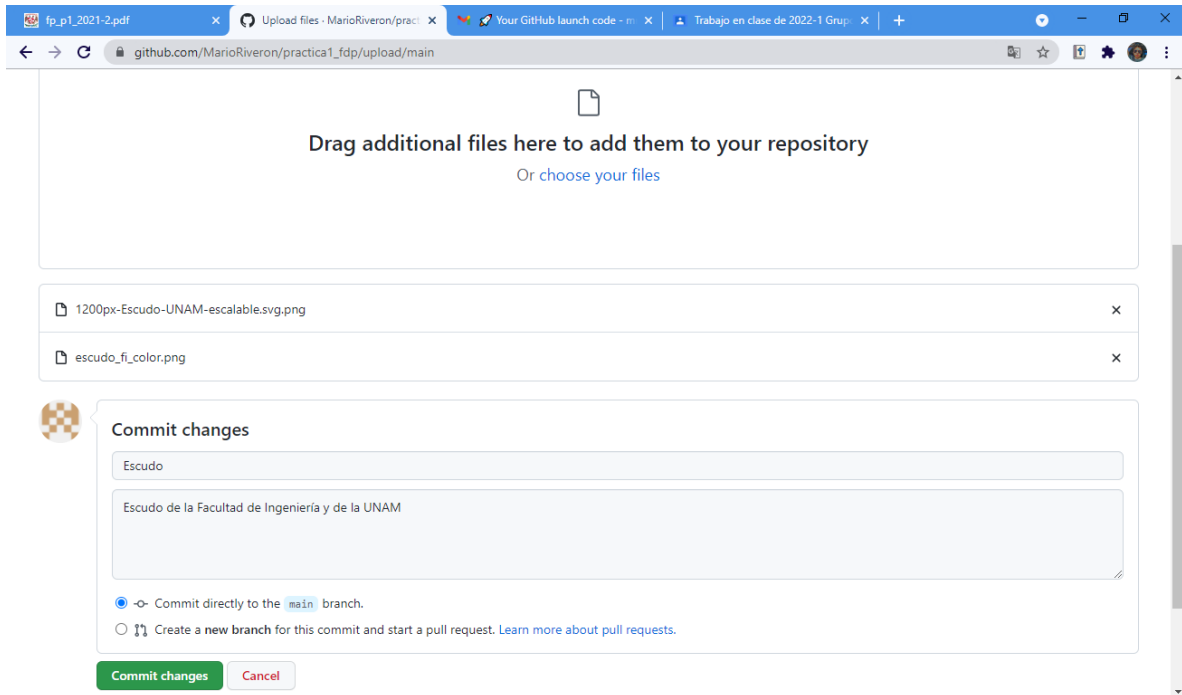 fp_p1_2021-2.pdf
Upload files · MarioRiveron/pract
Your GitHub launch code - m
Trabajo en clase de 2022-1 Grup
github.com/MarioRiveron/practica1_fdp/upload/main
Drag additional files here to add them to your repository
Or choose your files
1200px-Escudo-UNAM-escalable.svg.png
escudo_fi_color.png
Commit changes
Escudo
Escudo de la Facultad de Ingeniería y de la UNAM
Commit directly to the main branch.
Create a new branch for this commit and start a pull request. Learn more about pull requests.
Commit changes
Cancel